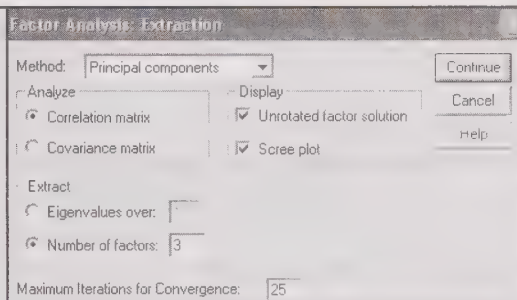 Factor Analysis: Extraction
Method: Principal components
Continue
Analyze
Display
Cancel
Correlation matrix
Unrotated factor solution
Help
Covariance matrix
Scree plot
Extract
Eigenvalues over:
Number of factors: 3
Maximum Iterations for Convergence: 25